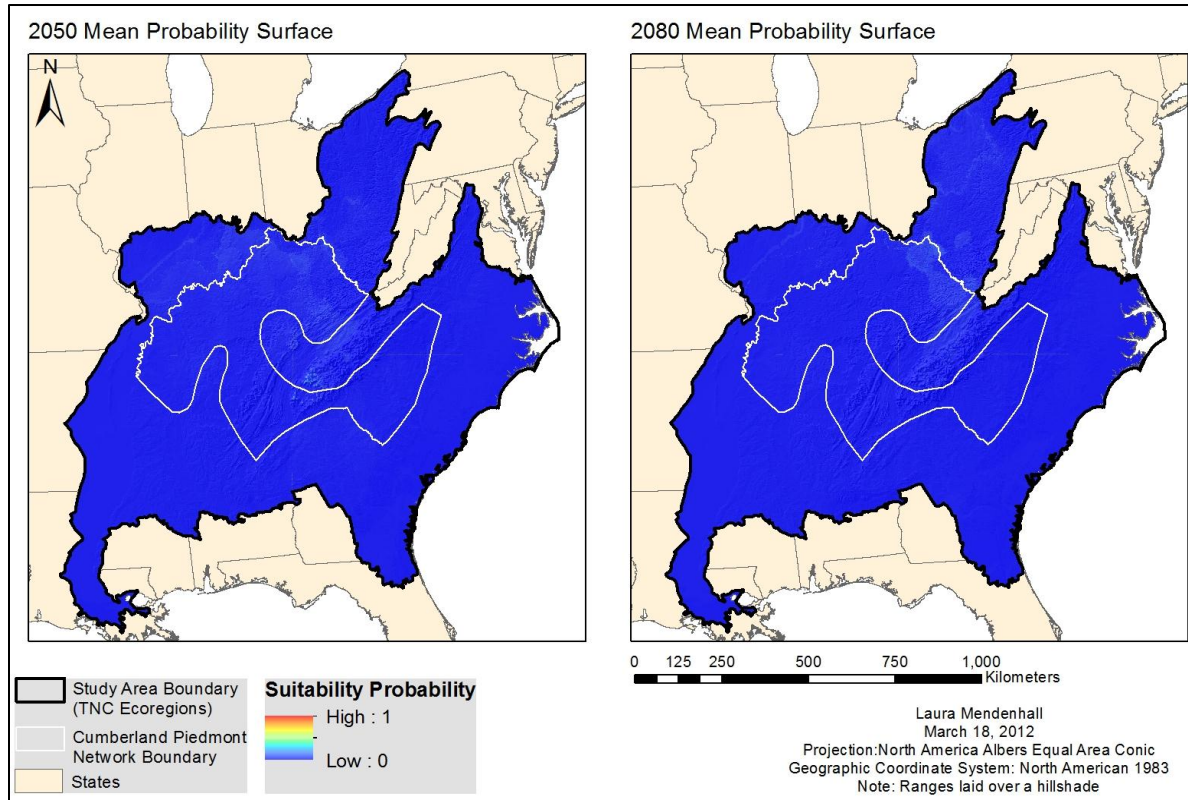 2050 Mean Probability Surface
2080 Mean Probability Surface
N
0 125 250 500 750 1,000
Kilometers
Study Area Boundary
(TNC Ecoregions)
Cumberland Piedmont
Network Boundary
States
Suitability Probability
High : 1
Low : 0
Laura Mendenhall
March 18, 2012
Projection:North America Albers Equal Area Conic
Geographic Coordinate System: North American 1983
Note: Ranges laid over a hillshade